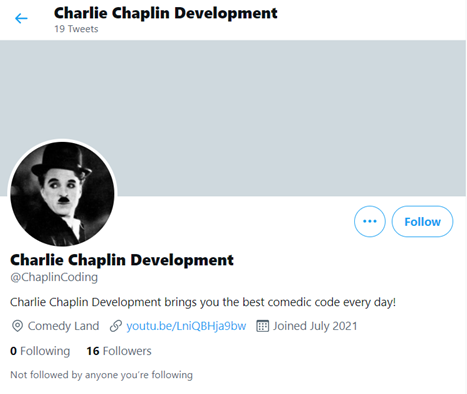 Charlie Chaplin Development
19 Tweets
Follow
Charlie Chaplin Development
@ChaplinCoding
Charlie Chaplin Development brings you the best comedic code every day!
Comedy Land youtu.be/LniQBHja9bw Joined July 2021
0 Following 16 Followers
Not followed by anyone you're following